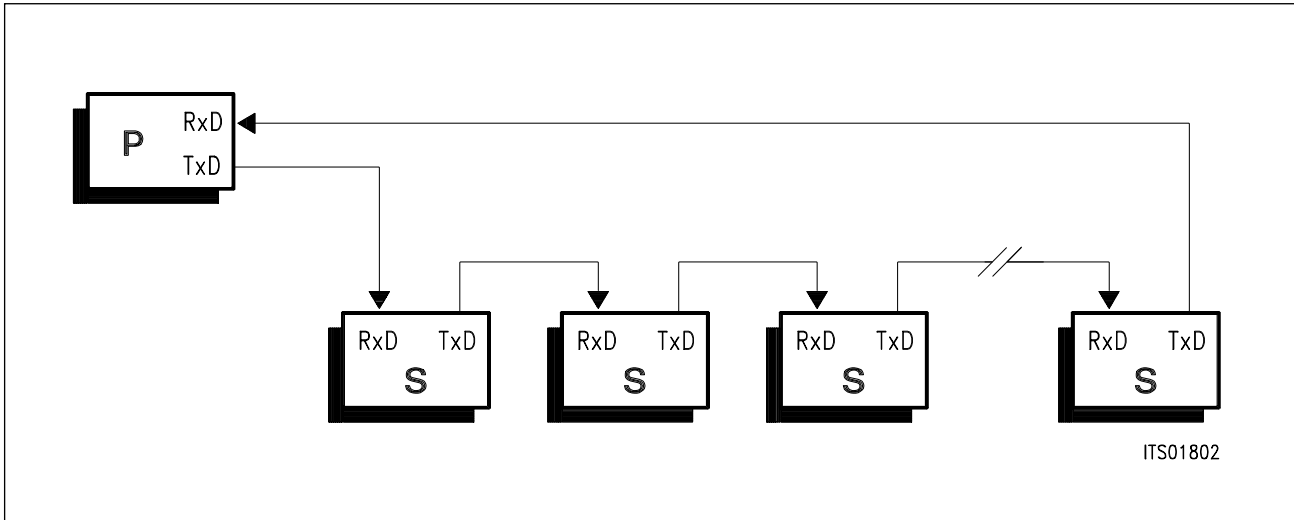 RxD
P
TxD
RxD TxD
S
RxD TxD
S
RxD TxD
S
RxD TxD
S
ITS01802